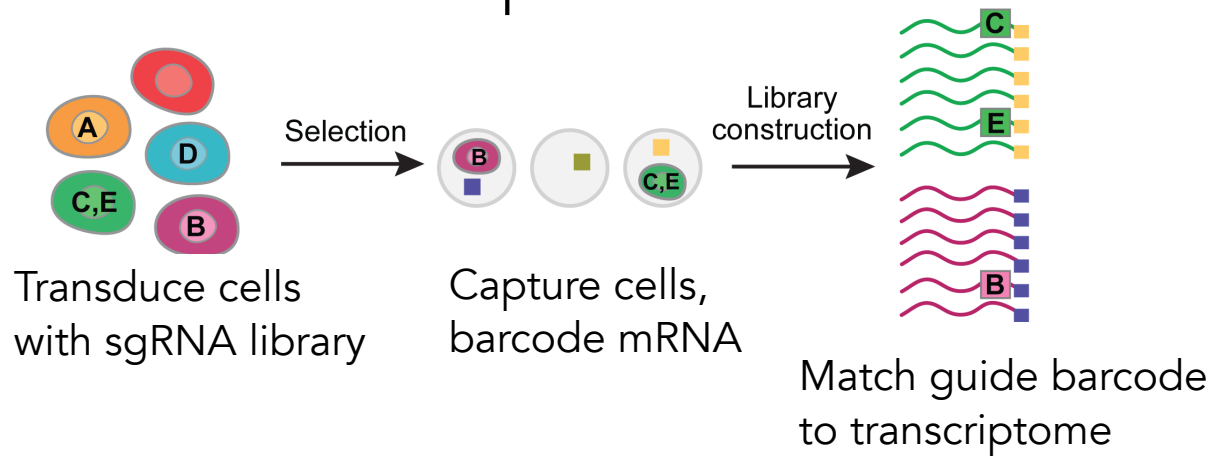 A
D
C,E
B
Selection
B
C,E
Library
construction
C
E
B
Transduce cells
with sgRNA library
Capture cells,
barcode mRNA
Match guide barcode
to transcriptome